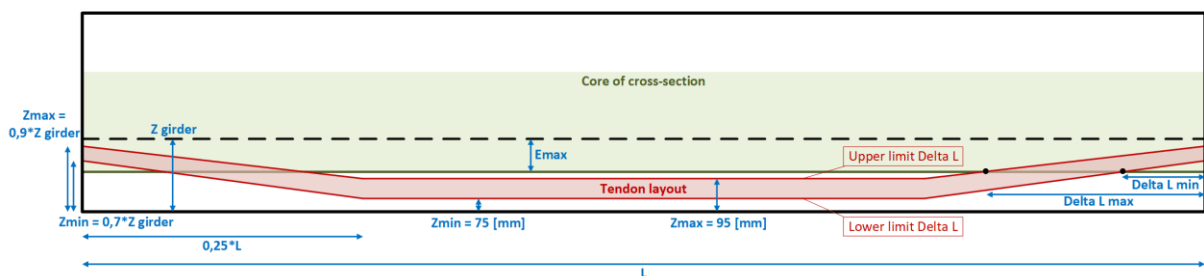 Core of cross-section
Zmax =
0,9*Z girder
Z girder
Emax
Upper limit Delta L
Tendon layout
Delta L min
Delta L max
Zmin = 0,7*Z girder
Zmin = 75 [mm]
Zmax = 95 [mm]
Lower limit Delta L
0,25*L
L